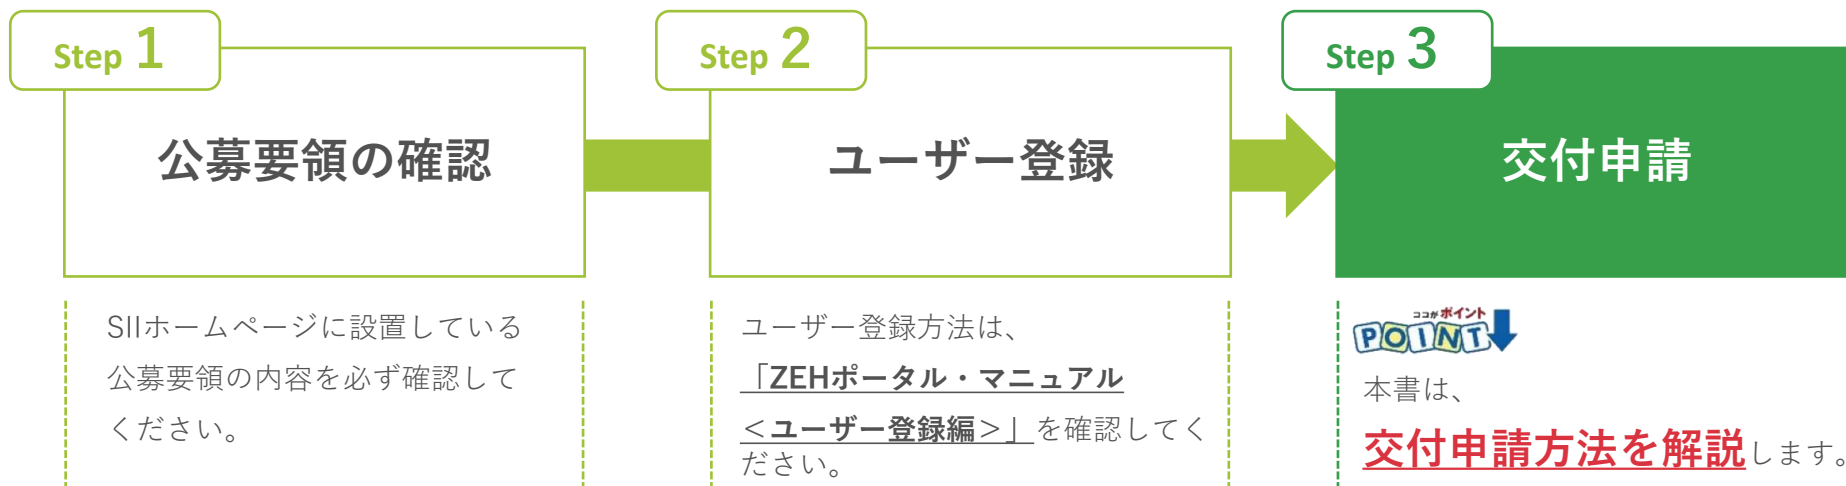 Step 1
公募要領の確認
SIIホームページに設置している
公募要領の内容を必ず確認して
ください。
Step 2
ユーザー登録
ユーザー登録方法は、
「ZEHポータル・マニュアル
＜ユーザー登録編＞」を確認してく
ださい。
Step 3
交付申請
ココがポイント
POINT
本書は、
交付申請方法を解説します。